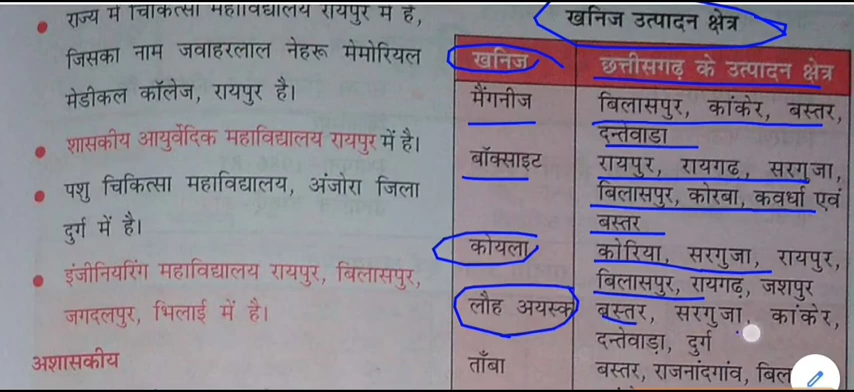 राज्य में चिकित्सा महाविद्यालय रायपुर में है,
जिसका नाम जवाहरलाल नेहरू मेमोरियल
मेडीकल कॉलेज, रायपुर है।
शासकीय आयुर्वेदिक महाविद्यालय रायपुर में है।
पशु चिकित्सा महाविद्यालय, अंजोरा जिला
दुर्ग में है।
इंजीनियरिंग महाविद्यालय रायपुर, बिलासपुर,
जगदलपुर, भिलाई में है।
अशासकीय
खनिज उत्पादन क्षेत्र
खनिज छत्तीसगढ़ के उत्पादन क्षेत्र
मैंगनीज बिलासपुर, कांकेर, बस्तर,
दन्तेवाडा
बॉक्साइट रायपुर, रायगढ़, सरगुजा,
बिलासपुर, कोरबा, कवर्धा एवं
बस्तर
कोयला कोरिया, सरगुजा, रायपुर,
बिलासपुर, रायगढ़, जशपुर
लौह अयस्क बस्तर, सरगुजा, कांकेर,
दन्तेवाड़ा, दुर्ग
ताँबा बस्तर, राजनांदगांव,